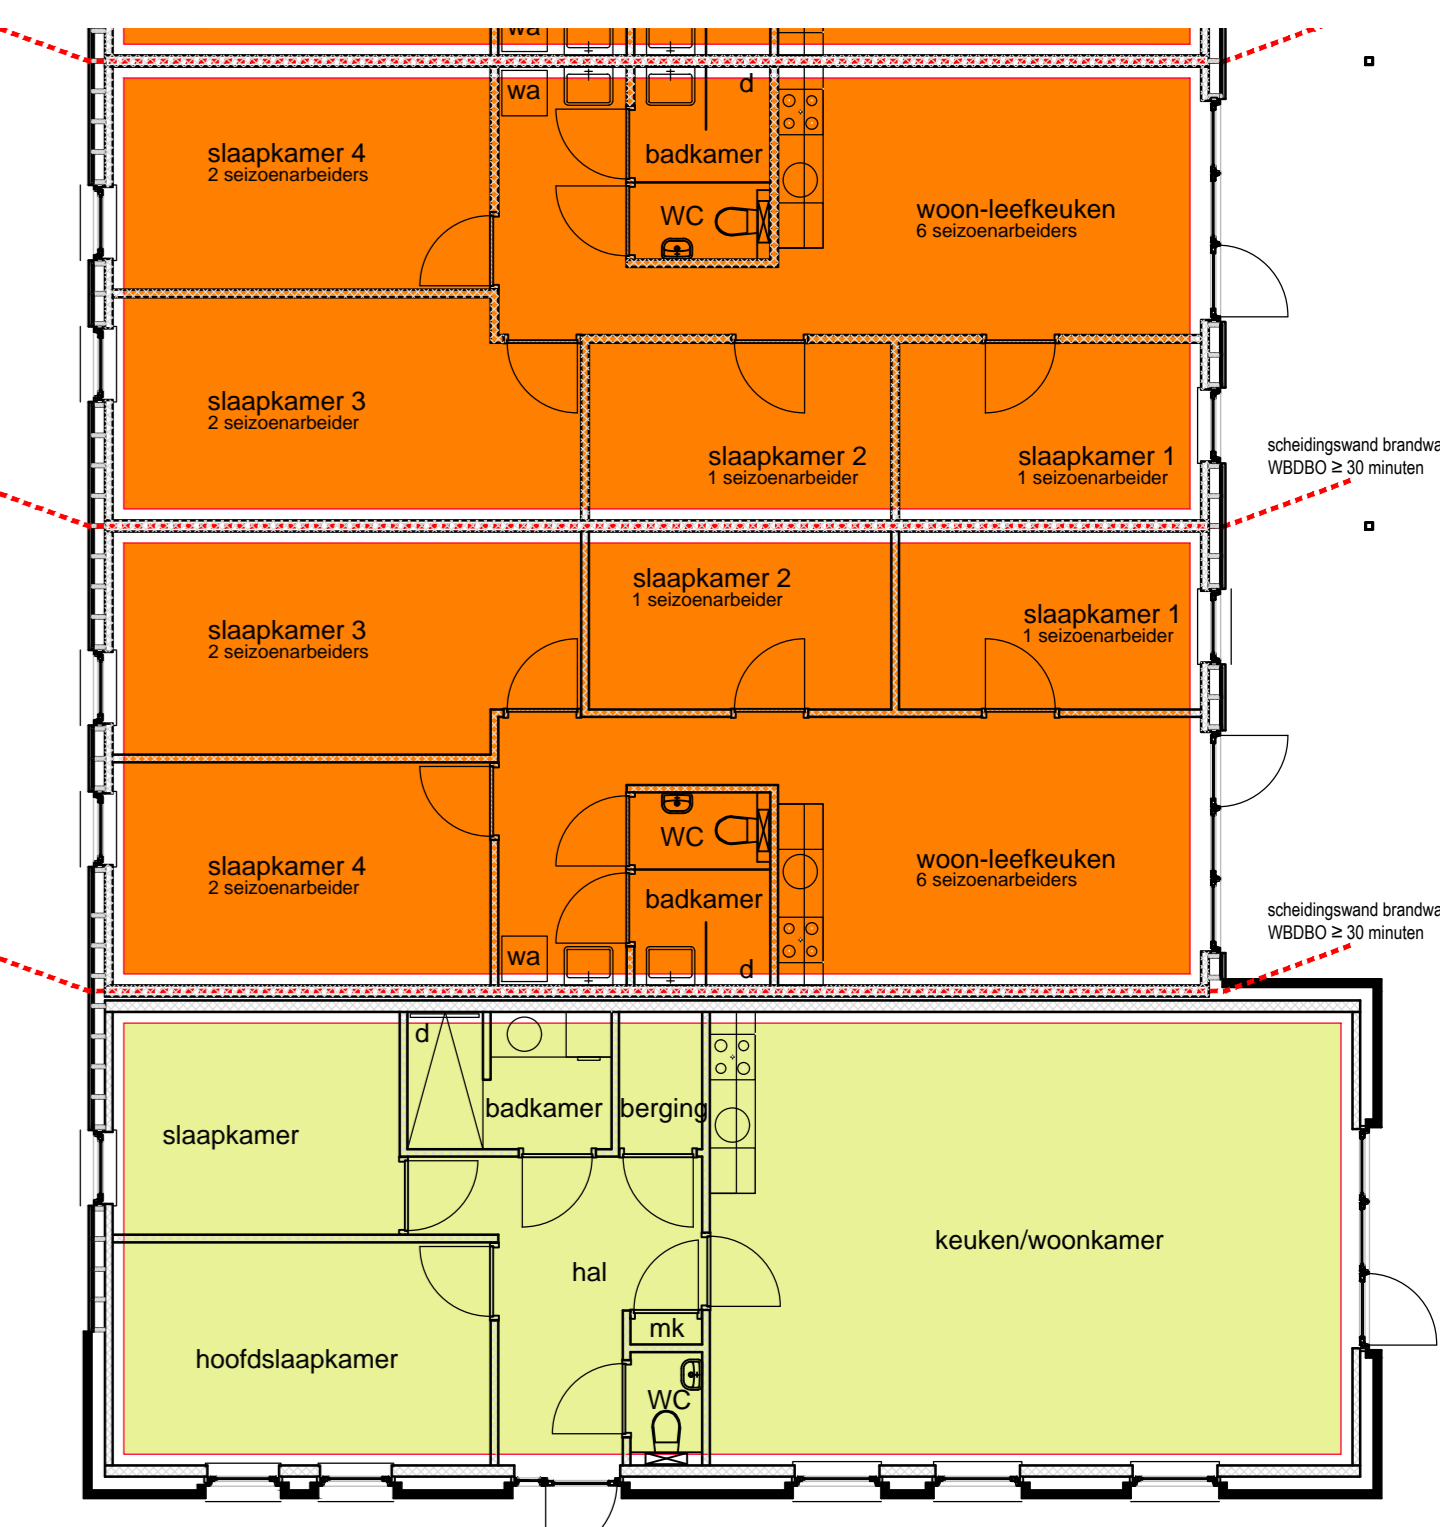 wa
wa
d
slaapkamer 4
2 seizoenarbeiders
badkamer
WC
woon-leefkeuken
6 seizoenarbeiders
slaapkamer 3
2 seizoenarbeider
slaapkamer 2
1 seizoenarbeider
slaapkamer 1
1 seizoenarbeider
scheidingswand brandwa
WBDBO ≥ 30 minuten
slaapkamer 3
2 seizoenarbeiders
slaapkamer 2
1 seizoenarbeider
slaapkamer 1
1 seizoenarbeider
WC
slaapkamer 4
2 seizoenarbeider
badkamer
woon-leefkeuken
6 seizoenarbeiders
wa
d
scheidingswand brandwa
WBDBO ≥ 30 minuten
d
slaapkamer
badkamer
berging
keuken/woonkamer
hal
mk
hoofdslaapkamer
WC